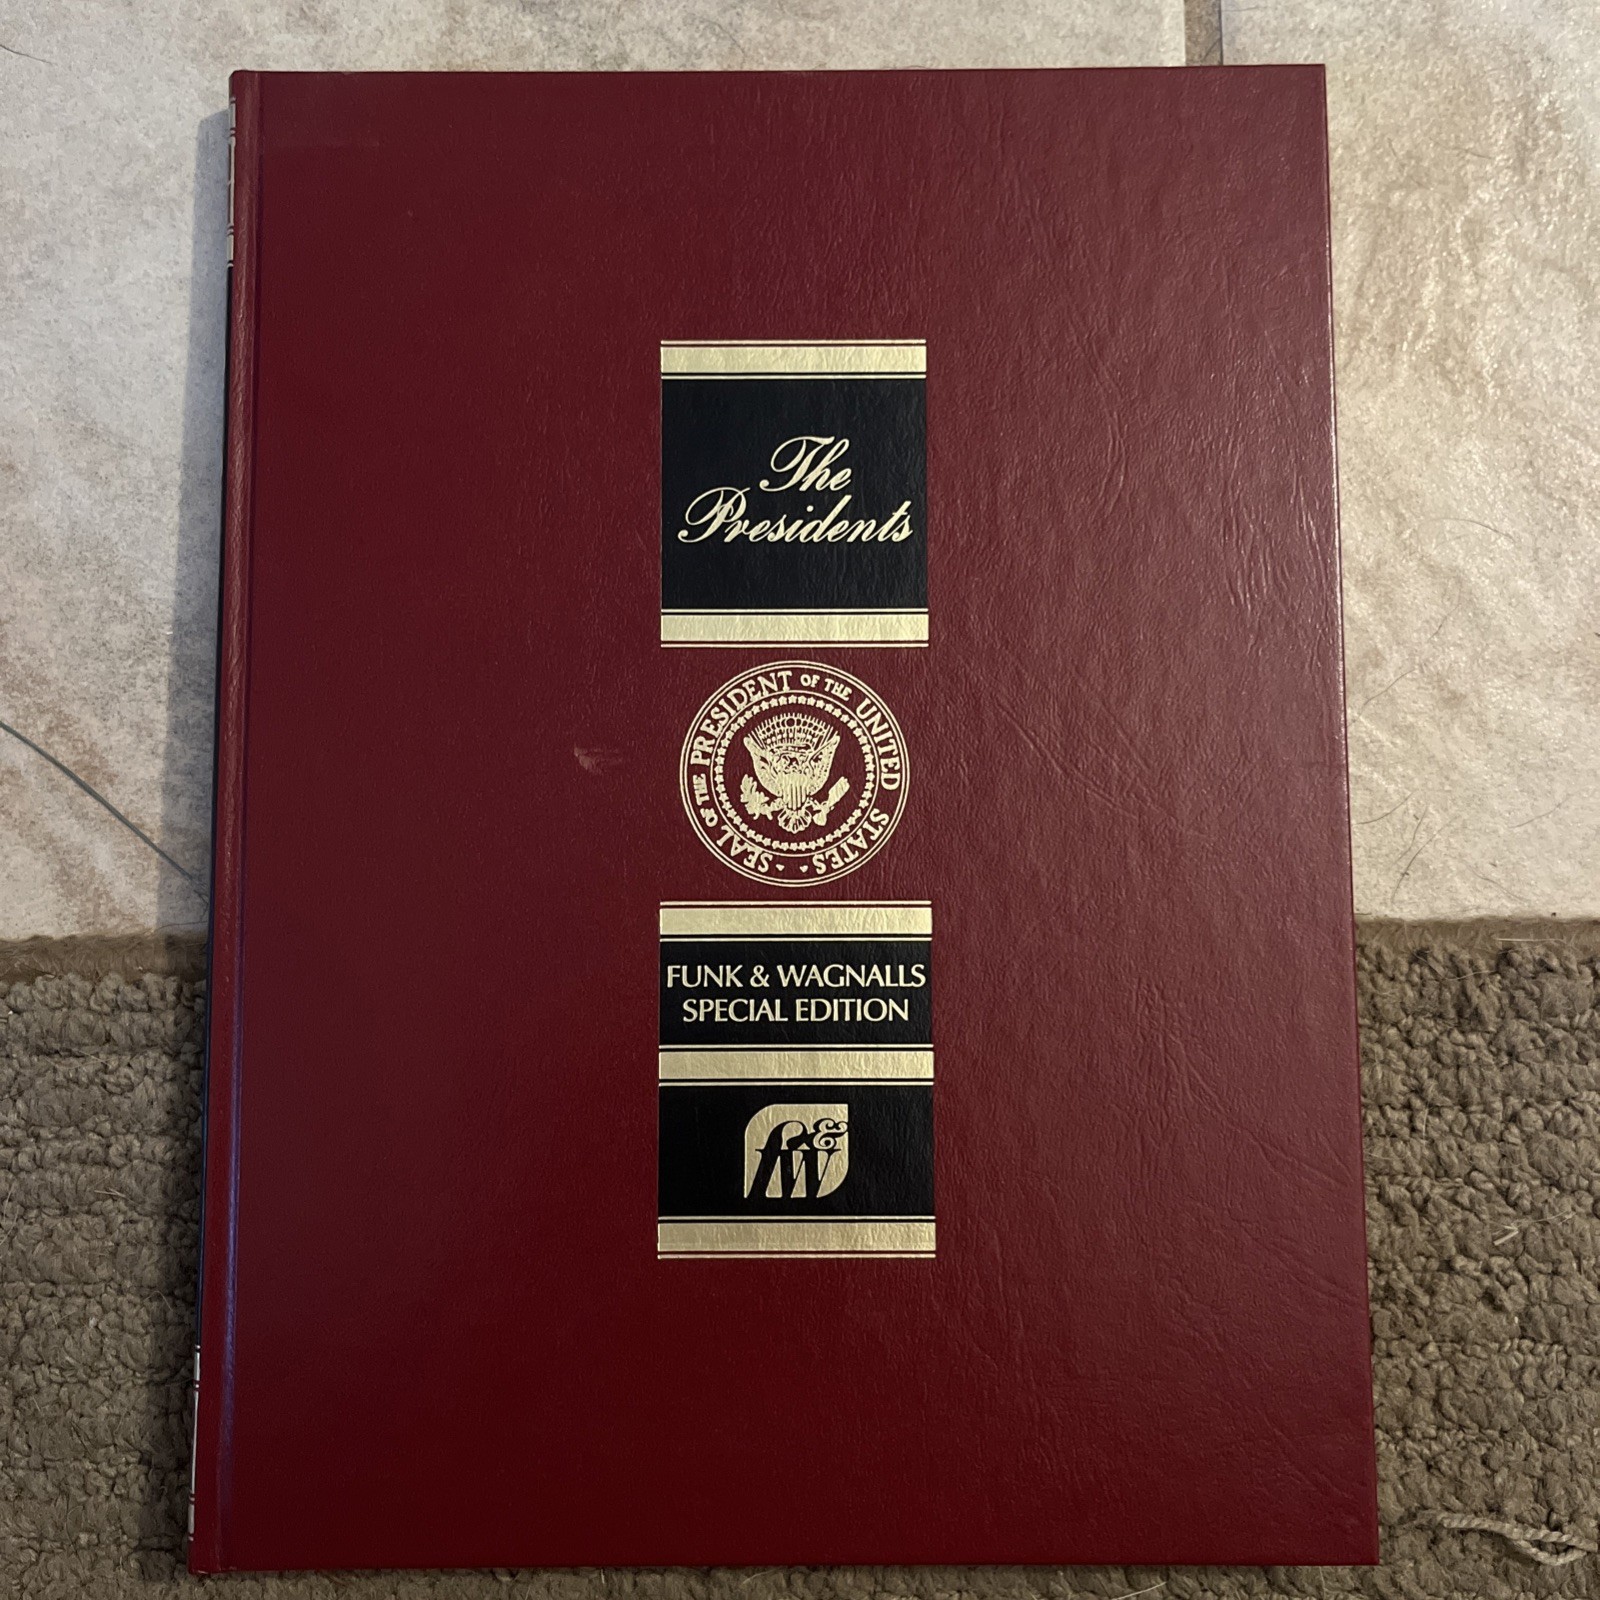 The
Presidents
SEAL OF THE PRESIDENT OF THE UNITED STATES
FUNK & WAGNALLS
SPECIAL EDITION
f&w